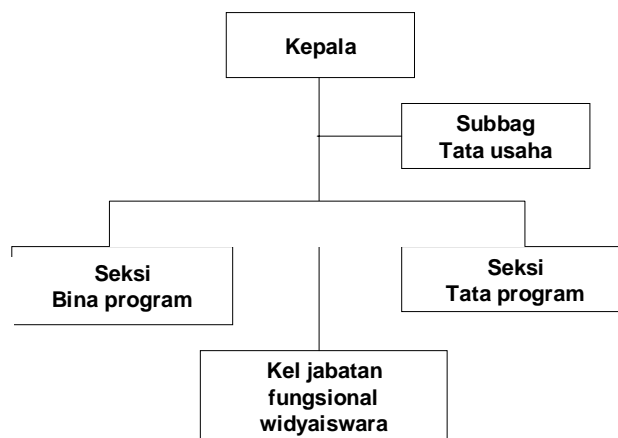 Kepala
Subbag
Tata usaha
Seksi
Bina program
Seksi
Tata program
Kel jabatan
fungsional
widyaiswara